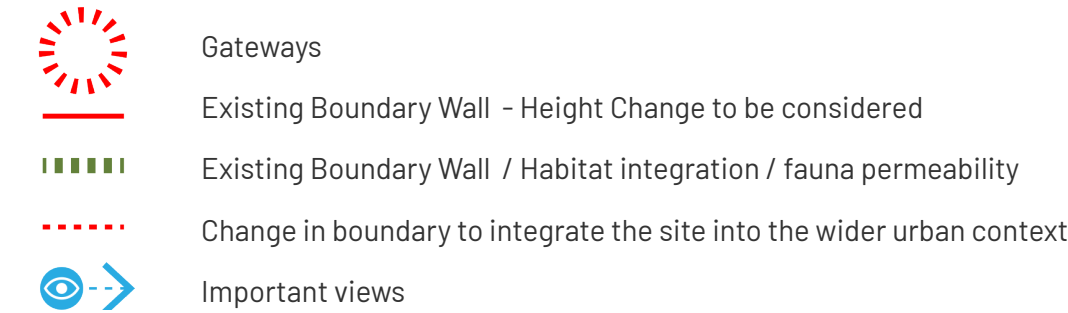 Gateways
Existing Boundary Wall - Height Change to be considered
Existing Boundary Wall / Habitat integration / fauna permeability
Change in boundary to integrate the site into the wider urban context
Important views